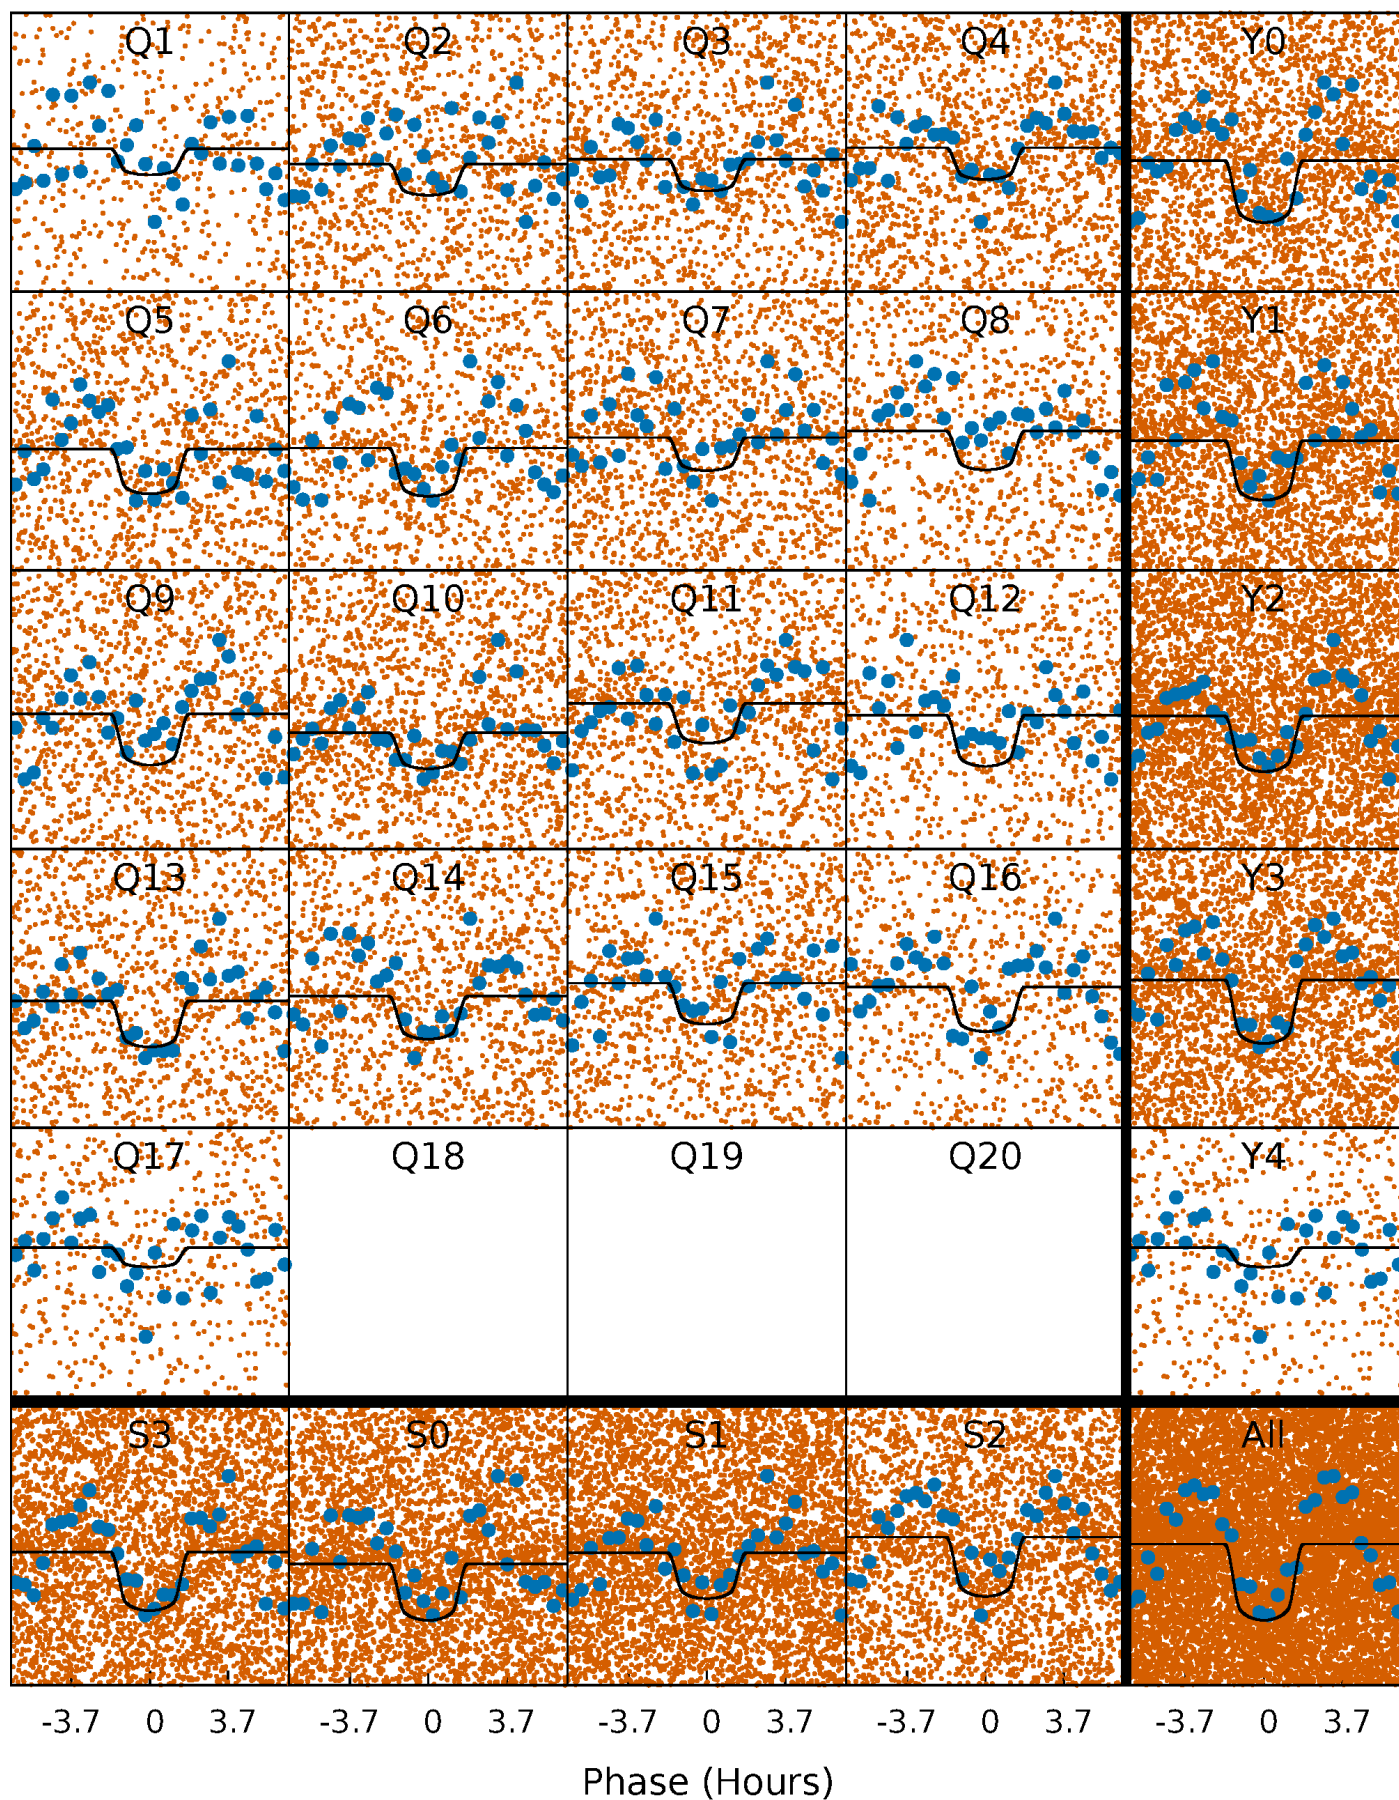 Q1 Q2 Q3 Q4 Y0
Q5 Q6 Q7 Q8 Y1
Q9 Q10 Q11 Q12 Y2
Q13 Q14 Q15 Q16 Y3
Q17 Q18 Q19 Q20 Y4
S3 S0 S1 S2 All
-3.7 0 3.7 -3.7 0 3.7 -3.7 0 3.7 -3.7 0 3.7 -3.7 0 3.7
Phase (Hours)